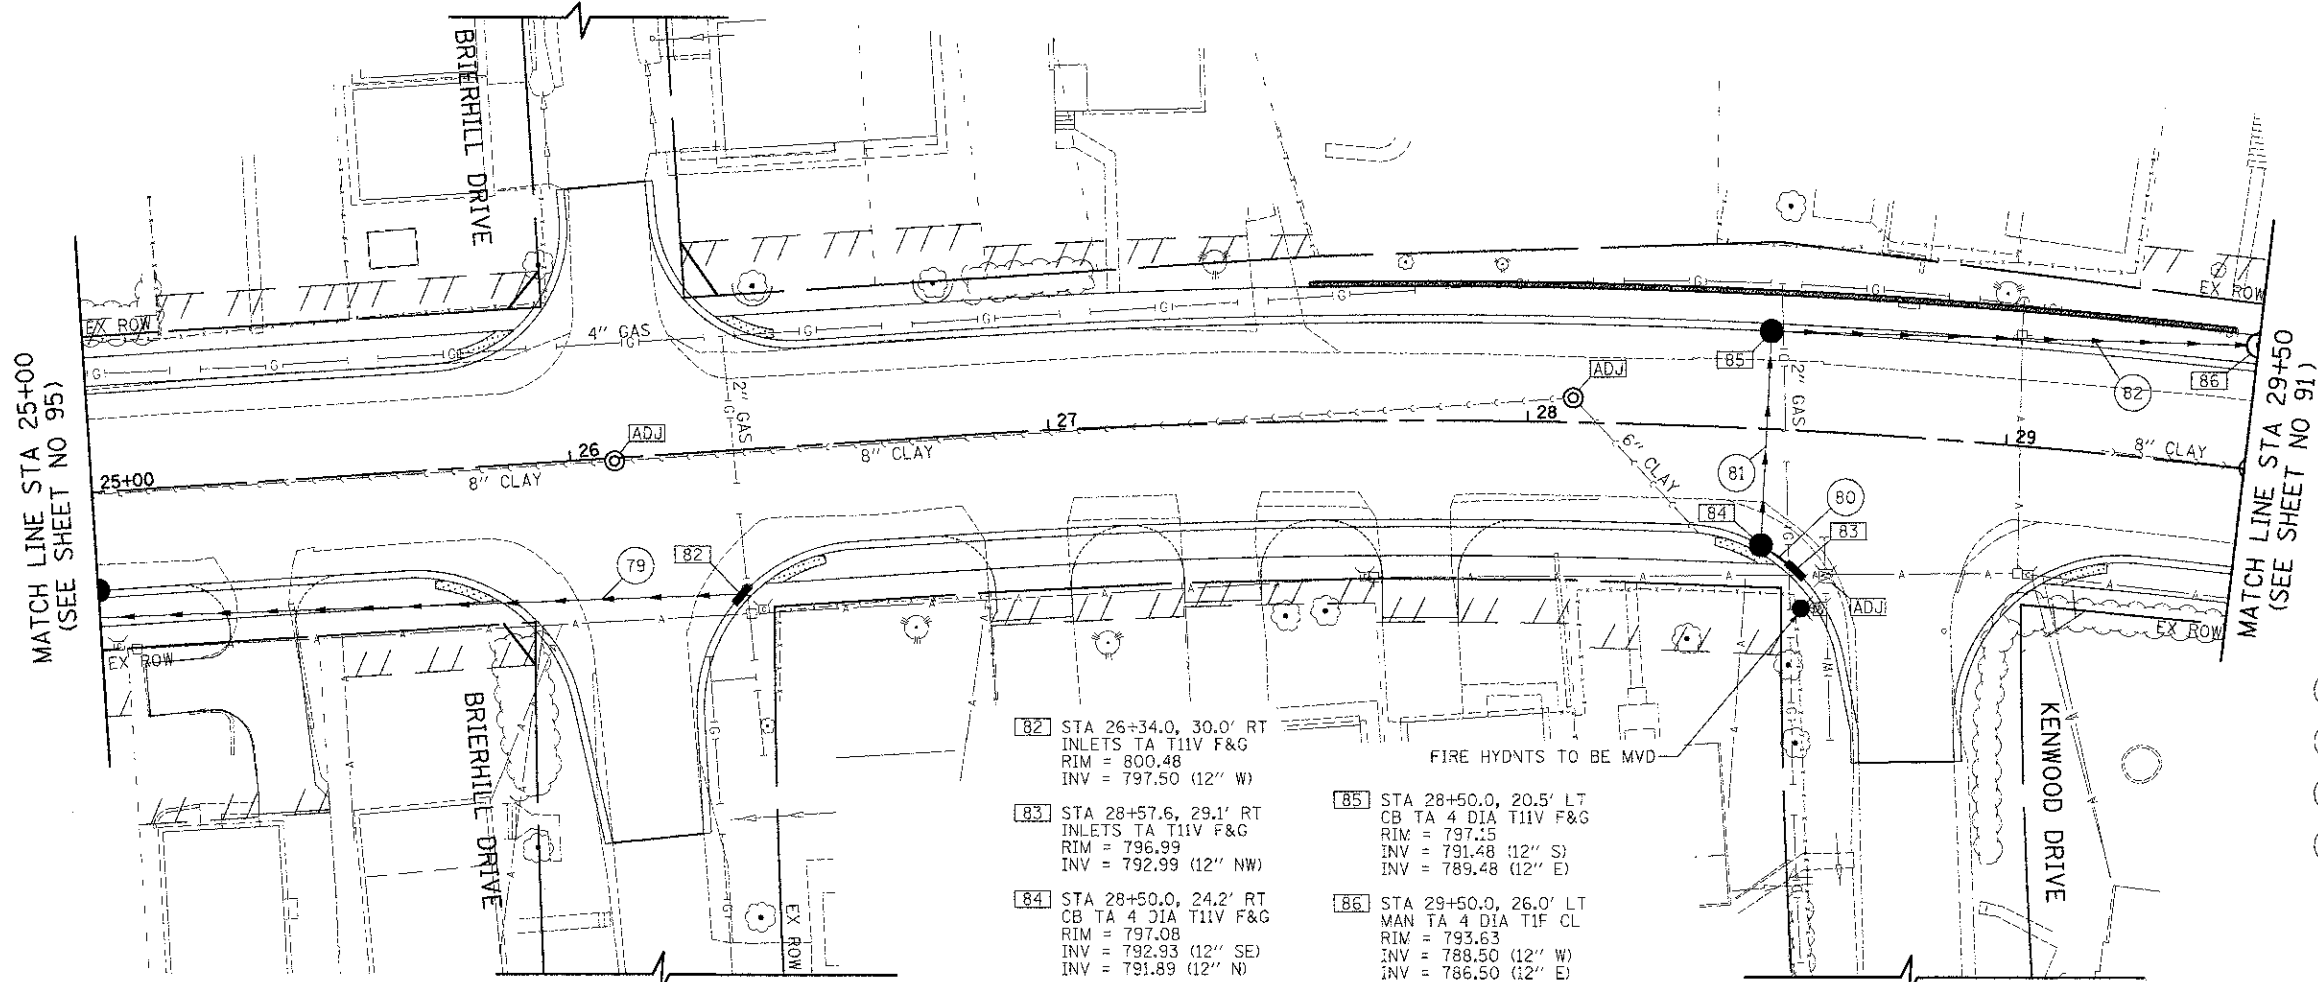 BRIERHILL DRIVE
MATCH LINE STA 25+00
(SEE SHEET NO 95)
EX ROW
4" GAS
2" GAS
25+00
26
ADJ
8" CLAY
27
8" CLAY
28
ADJ
6" CLAY
85
2" GAS
82
86
EX ROW
29
8" CLAY
MATCH LINE STA 29+50
(SEE SHEET NO 91)
79
82
81
80
84
83
ADJ
EX ROW
EX ROW
BRIERHILL DRIVE
EX ROW
KENWOOD DRIVE
FIRE HYDNTS TO BE MVD
82 STA 26+34.0, 30.0' RT
INLETS TA T11V F&G
RIM = 800.48
INV = 797.50 (12" W)
83 STA 28+57.6, 29.1' RT
INLETS TA T11V F&G
RIM = 796.99
INV = 792.99 (12" NW)
84 STA 28+50.0, 24.2' RT
CB TA 4 DIA T11V F&G
RIM = 797.08
INV = 792.93 (12" SE)
INV = 791.89 (12" N)
85 STA 28+50.0, 20.5' LT
CB TA 4 DIA T11V F&G
RIM = 797.15
INV = 791.48 (12" S)
INV = 789.48 (12" E)
86 STA 29+50.0, 26.0' LT
MAN TA 4 DIA T1F CL
RIM = 793.63
INV = 788.50 (12" W)
INV = 786.50 (12" E)